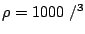 ρ = 1000 /³